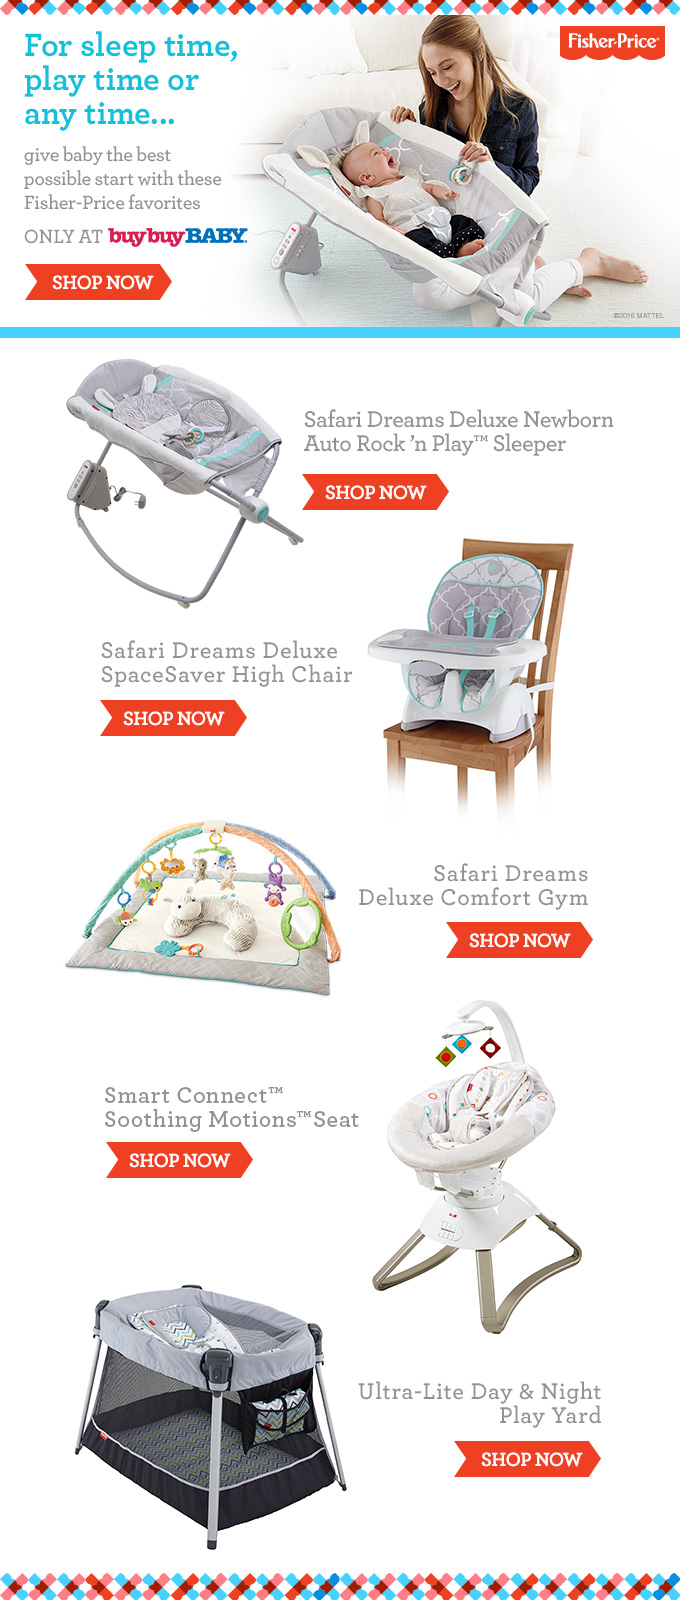 For sleep time,
play time or
any time...
Fisher-Price®
give baby the best
possible start with these
Fisher-Price favorites
ONLY AT buybuyBABY.
SHOP NOW
©2016 MATTEL
Safari Dreams Deluxe Newborn
Auto Rock ’n Play™ Sleeper
SHOP NOW
Safari Dreams Deluxe
SpaceSaver High Chair
SHOP NOW
Safari Dreams
Deluxe Comfort Gym
SHOP NOW
Smart Connect™
Soothing Motions™ Seat
SHOP NOW
Ultra-Lite Day & Night
Play Yard
SHOP NOW